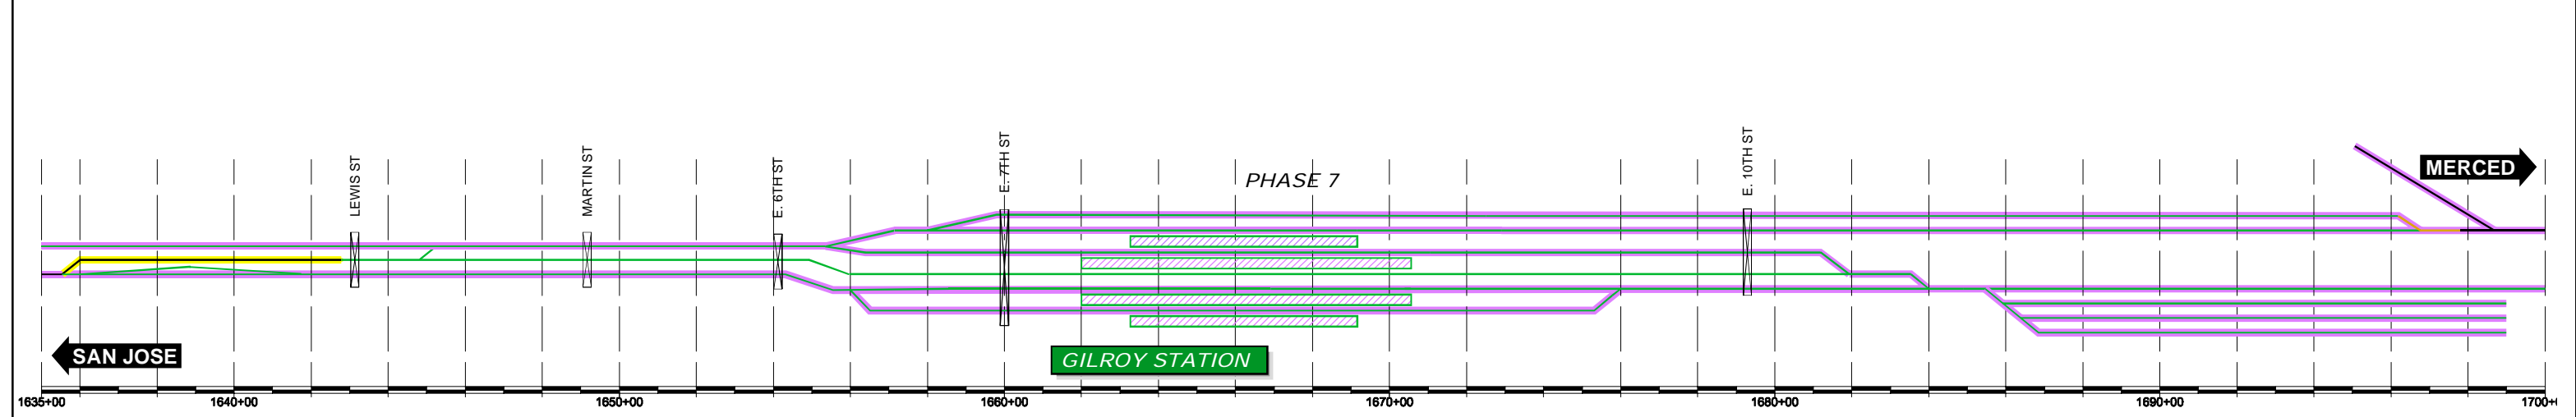 LEWIS ST
MARTIN ST
E. 6TH ST
E. 7TH ST
PHASE 7
E. 10TH ST
MERCED
SAN JOSE
GILROY STATION
1635+00 1640+00 1650+00 1660+00 1670+00 1680+00 1690+00 1700+